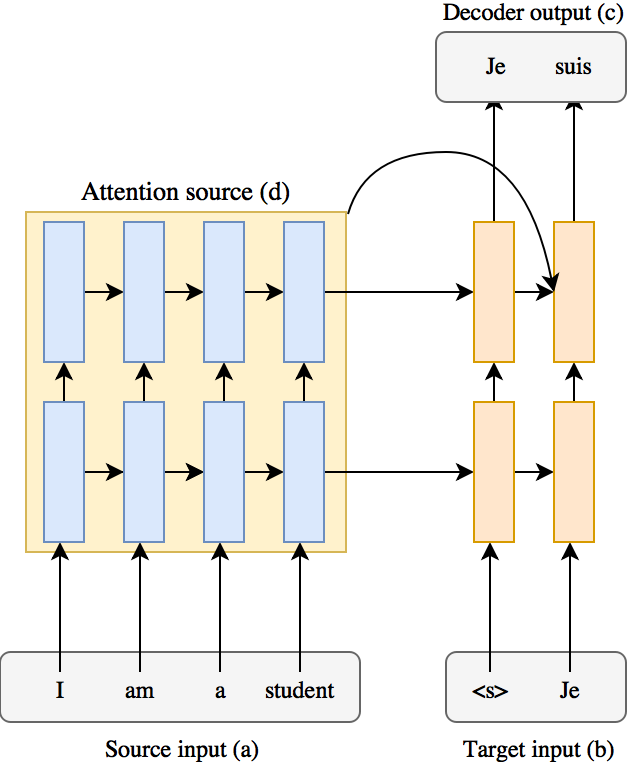 Decoder output (c)
Je suis
Attention source (d)
I am a student
<s> Je
Source input (a)
Target input (b)